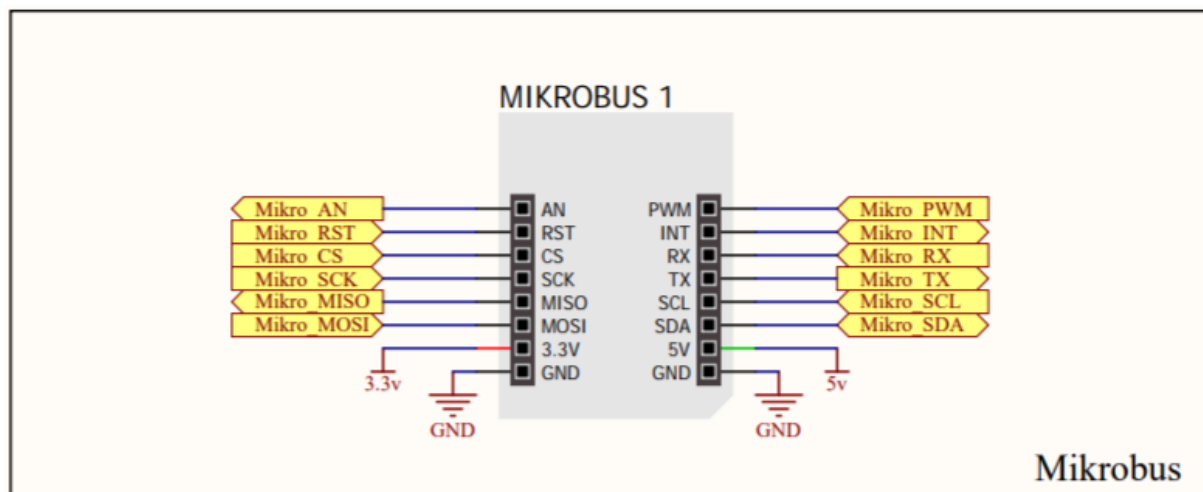 MIKROBUS 1
Mikro_AN AN PWM Mikro_PWM
Mikro_RST RST INT Mikro_INT
Mikro_CS CS RX Mikro_RX
Mikro_SCK SCK TX Mikro_TX
Mikro_MISO MISO SCL Mikro_SCL
Mikro_MOSI MOSI SDA Mikro_SDA
3.3V 5V
GND GND
3.3v 5v
GND GND
Mikrobus